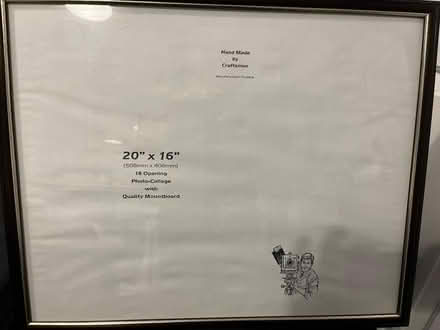 Hand Made
by
Craftsmen
20" x 16"
(508mm x 406mm)
18 Opening
Photo-Collage
with
Quality Mountboard